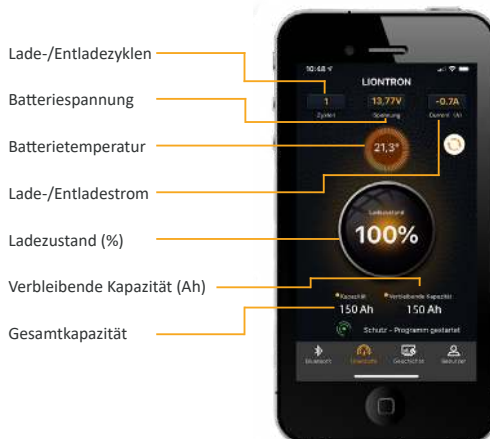 Lade-/Entladezyklen
Batteriespannung
Batterietemperatur
Lade-/Entladestrom
Ladezustand (%)
Verbleibende Kapazität (Ah)
Gesamtkapazität
10:48
LIONTRON
1 13,77V -0.7A
Zyklen Spannung Current (A)
21,3°
Ladezustand
100%
Kapazität Verbleibende Kapazität
150 Ah 150 Ah
Schutz - Programm gestartet
Bluetooth Übersicht Geschichte Benutzer